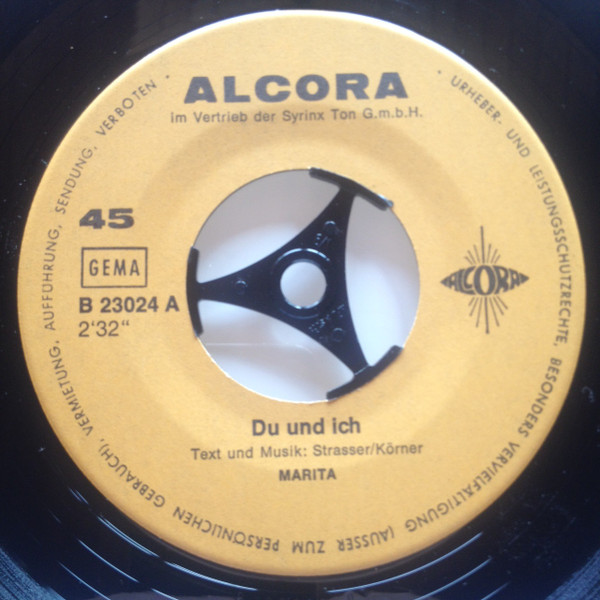 ALCORA
im Vertrieb der Syrinx Ton G.m.b.H.
45
GEMA
B 23024 A
2'32"
ALCORA
Du und ich
Text und Musik: Strasser/Körner
MARITA
· URHEBER- UND LEISTUNGSSCHUTZRECHTE, BESONDERS VERVIELFÄLTIGUNG (AUSSER ZUM PERSÖNLICHEN GEBRAUCH), VERMIETUNG, AUFFÜHRUNG, SENDUNG, VERBOTEN ·